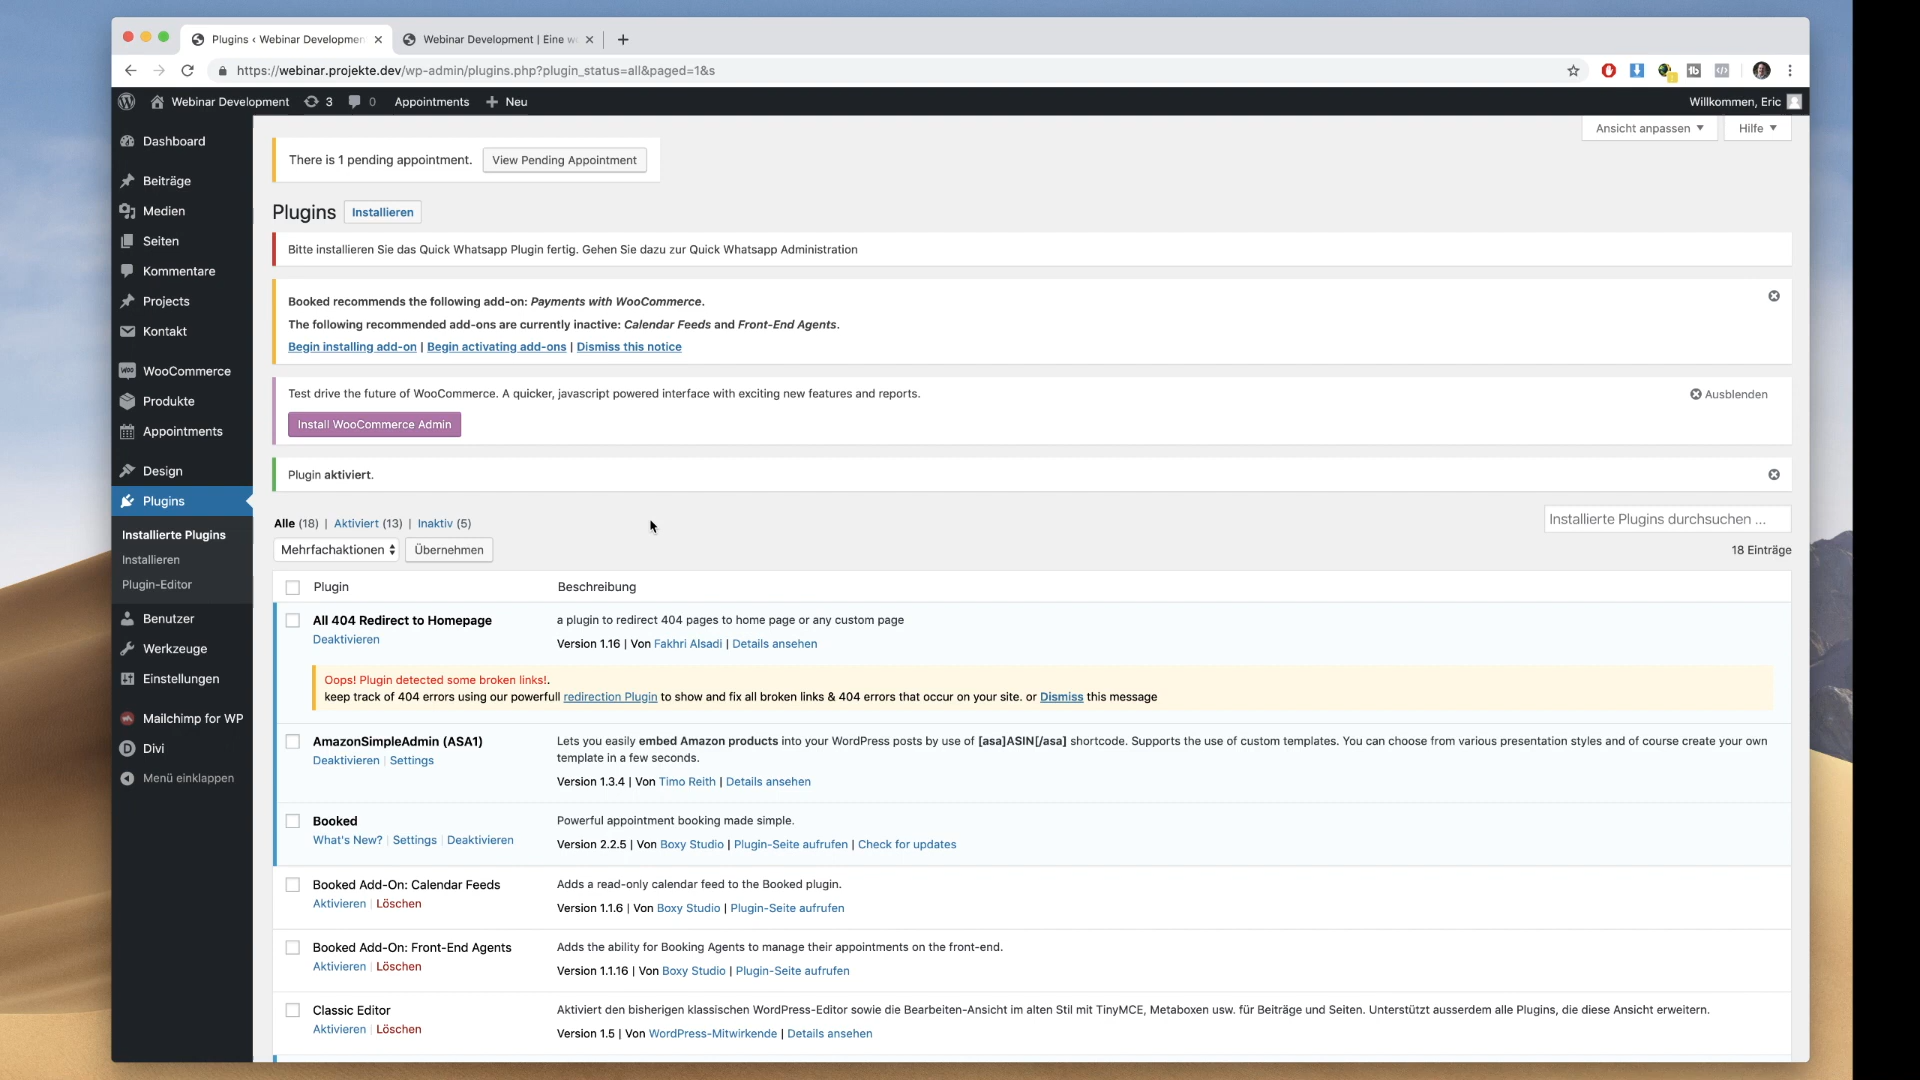 Plugins ‹ Webinar Developmen
Webinar Development | Eine w
https://webinar.projekte.dev/wp-admin/plugins.php?plugin_status=all&paged=1&s
Webinar Development 3 0 Appointments Neu
Willkommen, Eric
Ansicht anpassen
Hilfe
Dashboard
Beiträge
Medien
Seiten
Kommentare
Projects
Kontakt
WooCommerce
Produkte
Appointments
Design
Plugins
Installierte Plugins
Installieren
Plugin-Editor
Benutzer
Werkzeuge
Einstellungen
Mailchimp for WP
Divi
Menü einklappen
There is 1 pending appointment. View Pending Appointment
Plugins Installieren
Bitte installieren Sie das Quick Whatsapp Plugin fertig. Gehen Sie dazu zur Quick Whatsapp Administration
Booked recommends the following add-on: Payments with WooCommerce.
The following recommended add-ons are currently inactive: Calendar Feeds and Front-End Agents.
Begin installing add-on | Begin activating add-ons | Dismiss this notice
Test drive the future of WooCommerce. A quicker, javascript powered interface with exciting new features and reports.
Ausblenden
Install WooCommerce Admin
Plugin aktiviert.
Alle (18) | Aktiviert (13) | Inaktiv (5)
Installierte Plugins durchsuchen ...
Mehrfachaktionen Übernehmen
18 Einträge
Plugin Beschreibung
All 404 Redirect to Homepage
Deaktivieren
a plugin to redirect 404 pages to home page or any custom page
Version 1.16 | Von Fakhri Alsadi | Details ansehen
Oops! Plugin detected some broken links!.
keep track of 404 errors using our powerfull redirection Plugin to show and fix all broken links & 404 errors that occur on your site. or Dismiss this message
AmazonSimpleAdmin (ASA1)
Deaktivieren | Settings
Lets you easily embed Amazon products into your WordPress posts by use of [asa]ASIN[/asa] shortcode. Supports the use of custom templates. You can choose from various presentation styles and of course create your own
template in a few seconds.
Version 1.3.4 | Von Timo Reith | Details ansehen
Booked
What's New? | Settings | Deaktivieren
Powerful appointment booking made simple.
Version 2.2.5 | Von Boxy Studio | Plugin-Seite aufrufen | Check for updates
Booked Add-On: Calendar Feeds
Aktivieren | Löschen
Adds a read-only calendar feed to the Booked plugin.
Version 1.1.6 | Von Boxy Studio | Plugin-Seite aufrufen
Booked Add-On: Front-End Agents
Aktivieren | Löschen
Adds the ability for Booking Agents to manage their appointments on the front-end.
Version 1.1.16 | Von Boxy Studio | Plugin-Seite aufrufen
Classic Editor
Aktivieren | Löschen
Aktiviert den bisherigen klassischen WordPress-Editor sowie die Bearbeiten-Ansicht im alten Stil mit TinyMCE, Metaboxen usw. für Beiträge und Seiten. Unterstützt ausserdem alle Plugins, die diese Ansicht erweitern.
Version 1.5 | Von WordPress-Mitwirkende | Details ansehen